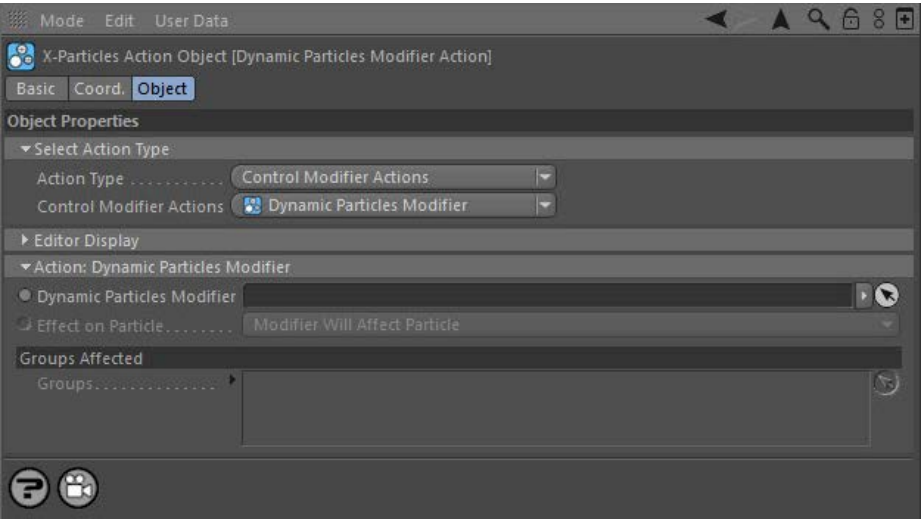 Mode Edit User Data
X-Particles Action Object [Dynamic Particles Modifier Action]
Basic Coord. Object
Object Properties
Select Action Type
Action Type . . . . . . . . . . . Control Modifier Actions
Control Modifier Actions Dynamic Particles Modifier
Editor Display
Action: Dynamic Particles Modifier
Dynamic Particles Modifier
Effect on Particle. . . . . . . . Modifier Will Affect Particle
Groups Affected
Groups. . . . . . . . . . . . . .